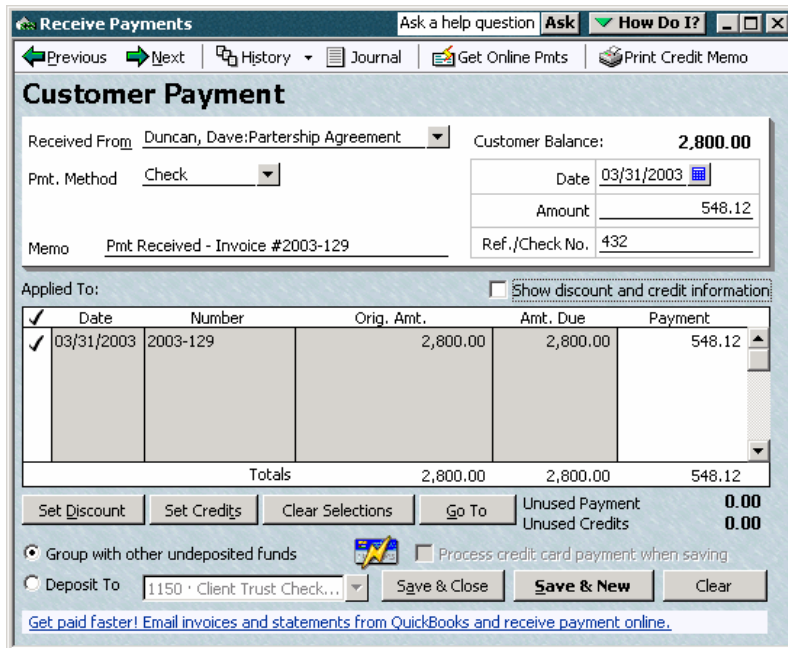 Receive Payments Ask a help question Ask How Do I?
Previous Next History Journal Get Online Pmts Print Credit Memo
Customer Payment
Received From Duncan, Dave:Partership Agreement Customer Balance: 2,800.00
Pmt. Method Check Date 03/31/2003
Amount 548.12
Memo Pmt Received - Invoice #2003-129 Ref./Check No. 432
Applied To: Show discount and credit information
✓ Date Number Orig. Amt. Amt. Due Payment
✓ 03/31/2003 2003-129 2,800.00 2,800.00 548.12
Totals 2,800.00 2,800.00 548.12
Set Discount Set Credits Clear Selections Go To Unused Payment 0.00
Unused Credits 0.00
Group with other undeposited funds Process credit card payment when saving
Deposit To 1150 · Client Trust Check... Save & Close Save & New Clear
Get paid faster! Email invoices and statements from QuickBooks and receive payment online.